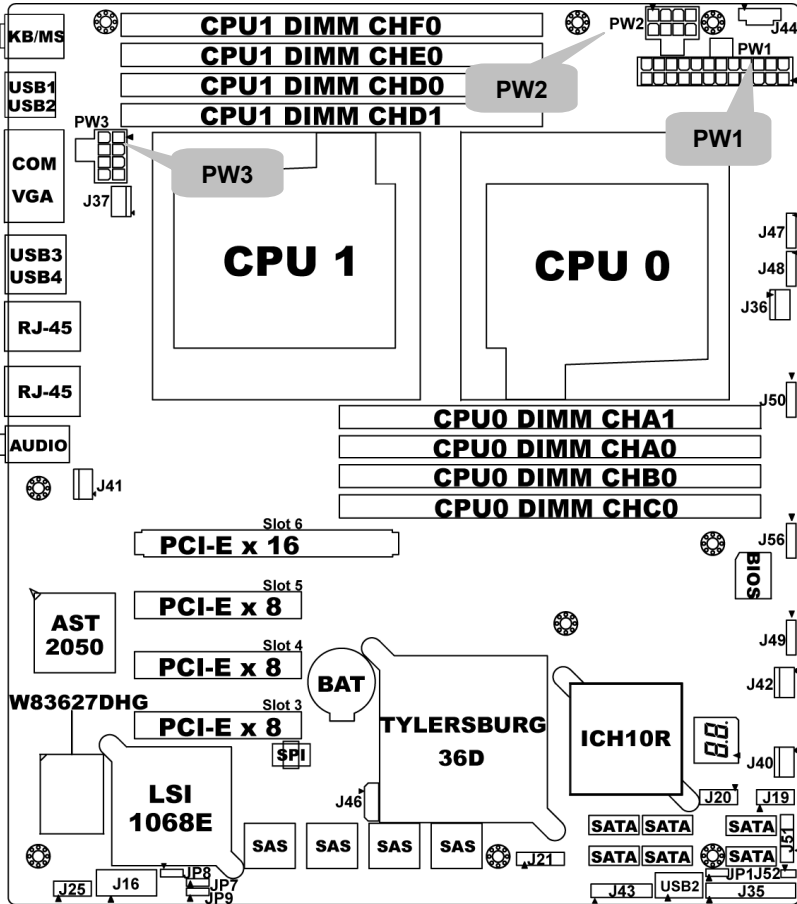 KB/MS
CPU1 DIMM CHF0
PW2
J44
CPU1 DIMM CHE0
PW1
USB1
USB2
CPU1 DIMM CHD0
PW2
CPU1 DIMM CHD1
PW3
PW1
COM
VGA
PW3
J37
CPU 1
CPU 0
J47
USB3
USB4
J48
J36
RJ-45
RJ-45
J50
CPU0 DIMM CHA1
AUDIO
CPU0 DIMM CHA0
CPU0 DIMM CHB0
J41
CPU0 DIMM CHC0
Slot 6
PCI-E x 16
J56
BIOS
Slot 5
PCI-E x 8
AST
2050
J49
Slot 4
PCI-E x 8
BAT
J42
W83627DHG
Slot 3
PCI-E x 8
TYLERSBURG
36D
ICH10R
88
SPI
J40
LSI
1068E
J46
J20
J19
SATA
SATA
SATA
J51
SAS
SAS
SAS
SAS
SATA
SATA
SATA
J21
JP8
JP7
JP9
J25
J16
J43
USB2
JP1
J52
J35